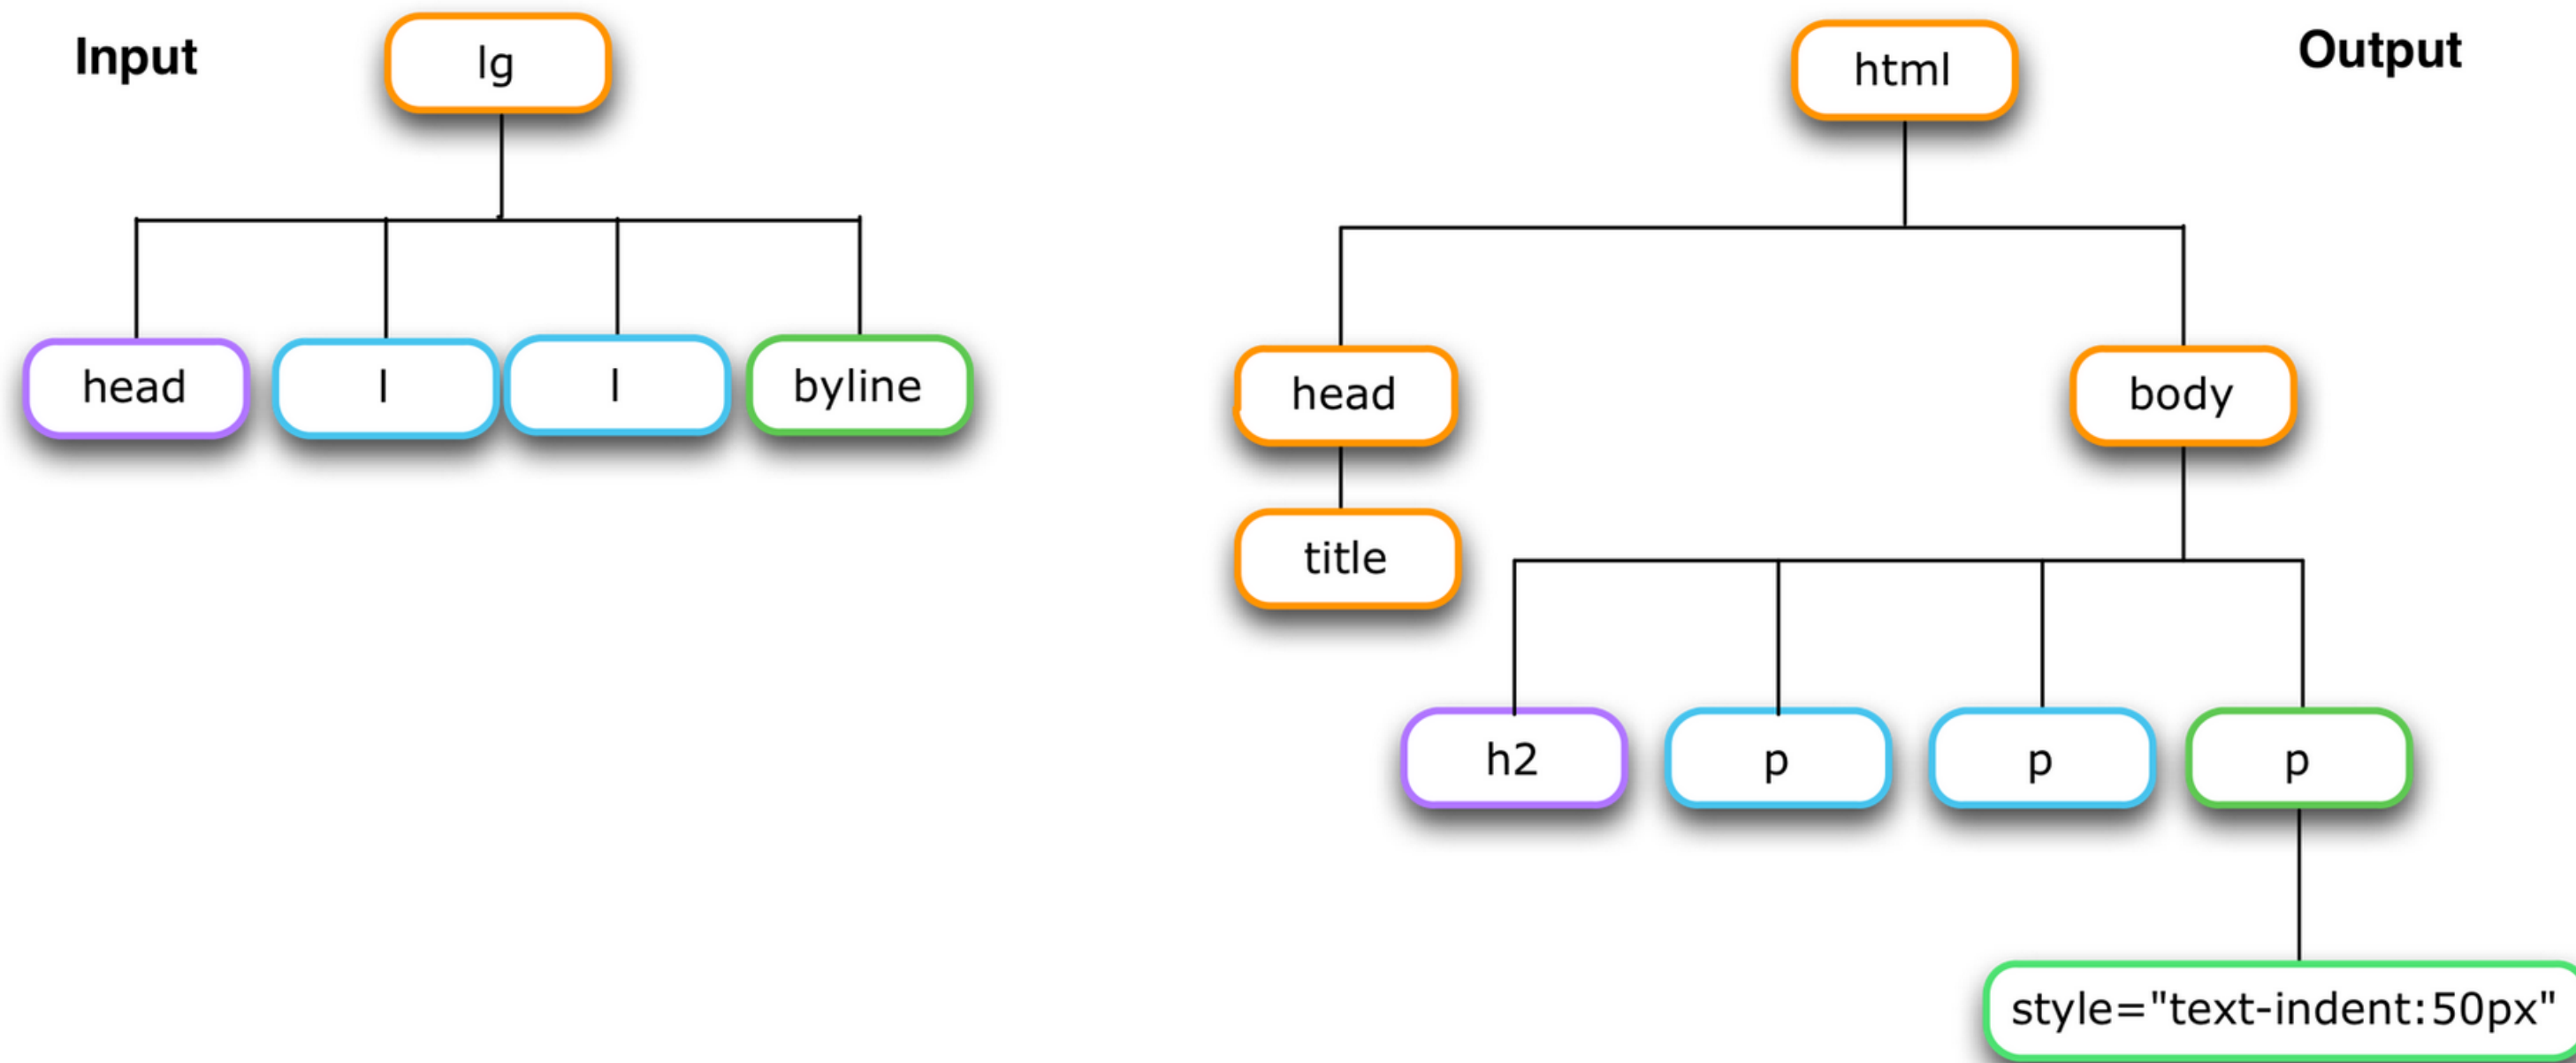 Input
lg
html
Output
head
l
l
byline
head
body
title
h2
p
p
p
style="text-indent:50px"